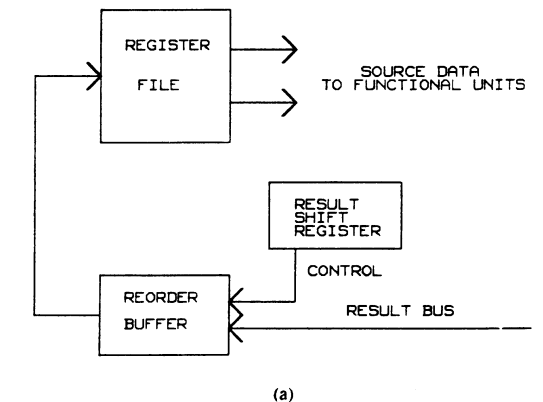 REGISTER
FILE
SOURCE DATA
TO FUNCTIONAL UNITS
RESULT
SHIFT
REGISTER
CONTROL
REORDER
BUFFER
RESULT BUS
(a)